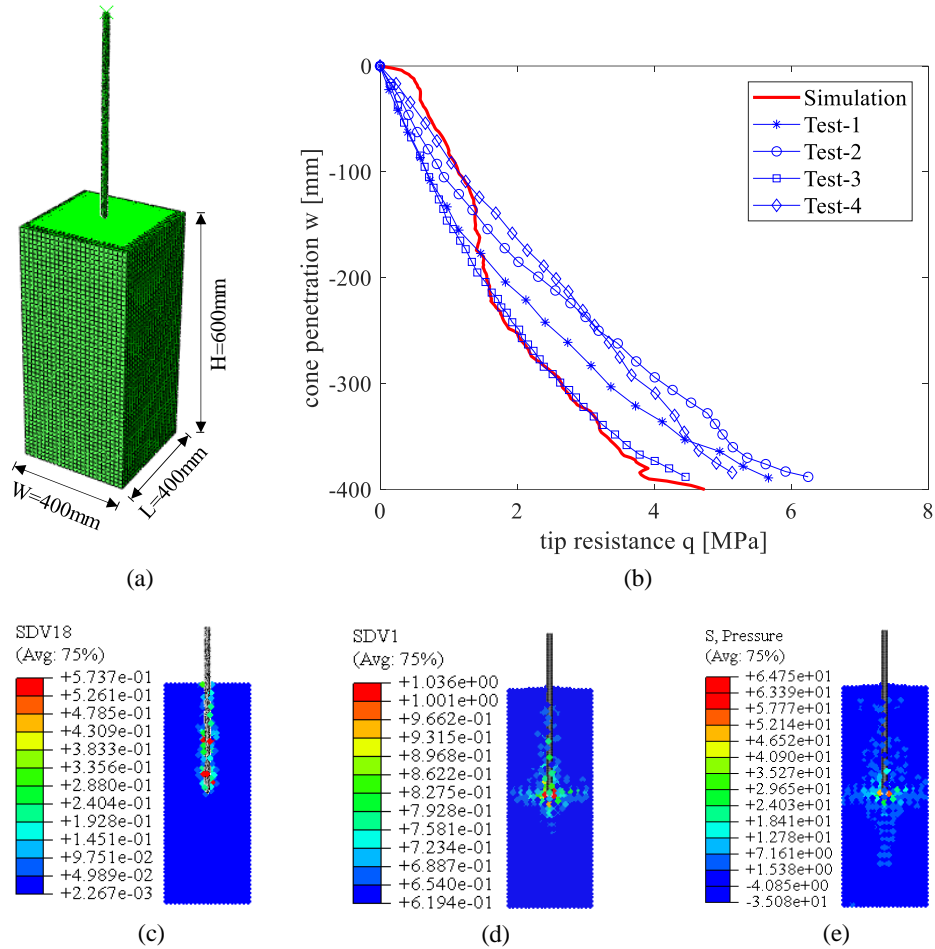 H=600mm
L=400mm
W=400mm
(a)
0
-100
-200
-300
-400
cone penetration w [mm]
0
2
4
6
8
tip resistance q [MPa]
Simulation
Test-1
Test-2
Test-3
Test-4
(b)
SDV18
(Avg: 75%)
+5.737e-01
+5.261e-01
+4.785e-01
+4.309e-01
+3.833e-01
+3.356e-01
+2.880e-01
+2.404e-01
+1.928e-01
+1.451e-01
+9.751e-02
+4.989e-02
+2.267e-03
(c)
SDV1
(Avg: 75%)
+1.036e+00
+1.001e+00
+9.662e-01
+9.315e-01
+8.968e-01
+8.622e-01
+8.275e-01
+7.928e-01
+7.581e-01
+7.234e-01
+6.887e-01
+6.540e-01
+6.194e-01
(d)
S, Pressure
(Avg: 75%)
+6.475e+01
+6.339e+01
+5.777e+01
+5.214e+01
+4.652e+01
+4.090e+01
+3.527e+01
+2.965e+01
+2.403e+01
+1.841e+01
+1.278e+01
+7.161e+00
+1.538e+00
-4.085e+00
-3.508e+01
(e)